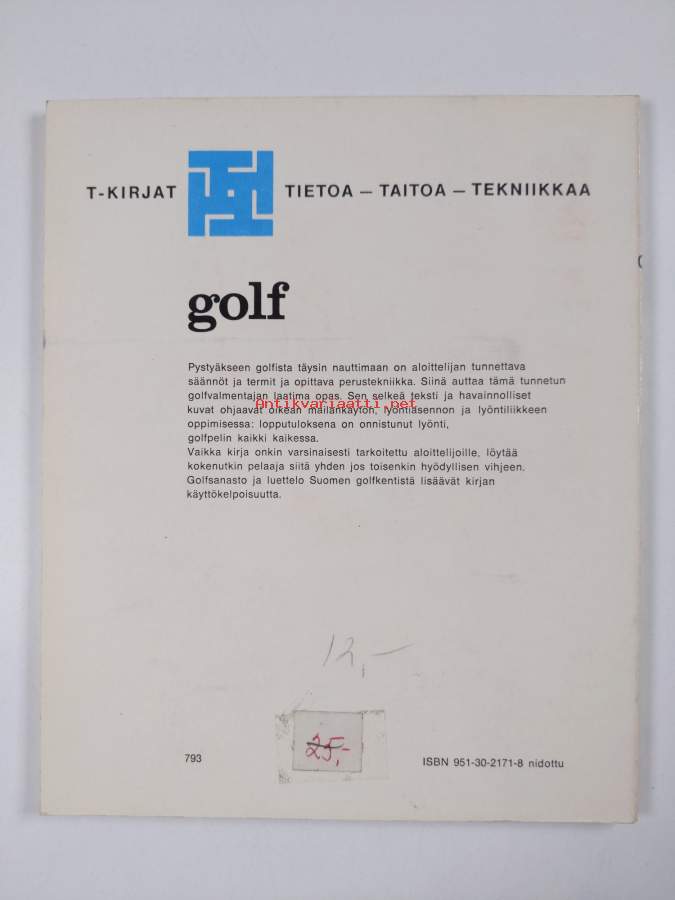 T-KIRJAT TIETOA – TAITOA – TEKNIIKKAA
golf
Pystyäkseen golfista täysin nauttimaan on aloittelijan tunnettava
säännöt ja termit ja opittava perustekniikka. Siinä auttaa tämä tunnetun
golfvalmentajan laatima opas. Sen selkeä teksti ja havainnolliset
Antikvariaatti.net
kuvat ohjaavat oikean mailankäytön, lyöntiasennon ja lyöntiliikkeen
oppimisessa: lopputuloksena on onnistunut lyönti,
golfpelin kaikki kaikessa.
Vaikka kirja onkin varsinaisesti tarkoitettu aloittelijoille, löytää
kokenutkin pelaaja siitä yhden jos toisenkin hyödyllisen vihjeen.
Golfsanasto ja luettelo Suomen golfkentistä lisäävät kirjan
käyttökelpoisuutta.
12,-
25,-
793
ISBN 951-30-2171-8 nidottu